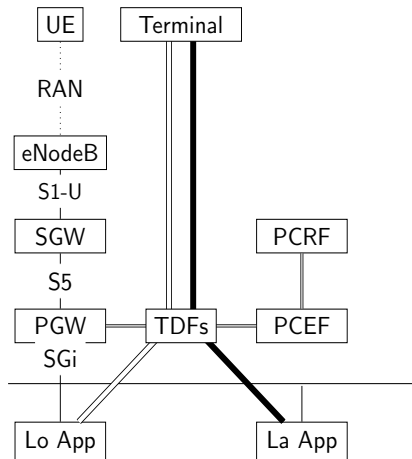 UE Terminal
RAN
eNodeB
S1-U
SGW PCRF
S5
PGW TDFs PCEF
SGi
Lo App La App